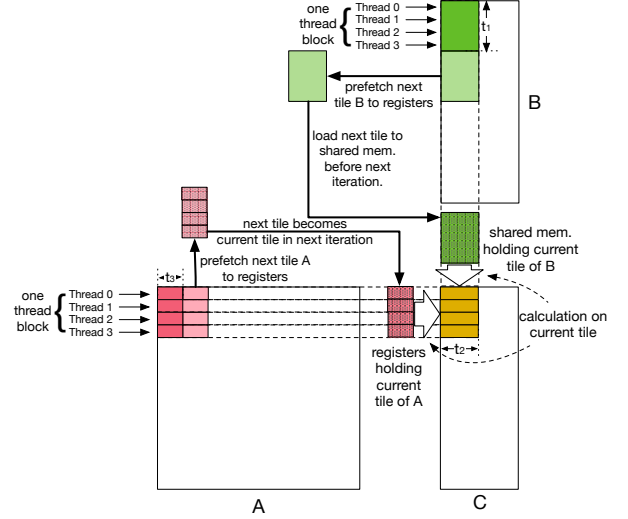 one
thread
block
{
Thread 0
Thread 1
Thread 2
Thread 3
t1
prefetch next
tile B to registers
B
load next tile to
shared mem.
before next
iteration.
next tile becomes
current tile in next iteration
shared mem.
holding current
tile of B
prefetch next tile A
to registers
t3
one
thread
block
{
Thread 0
Thread 1
Thread 2
Thread 3
calculation on
current tile
t2
registers
holding
current
tile of A
A
C